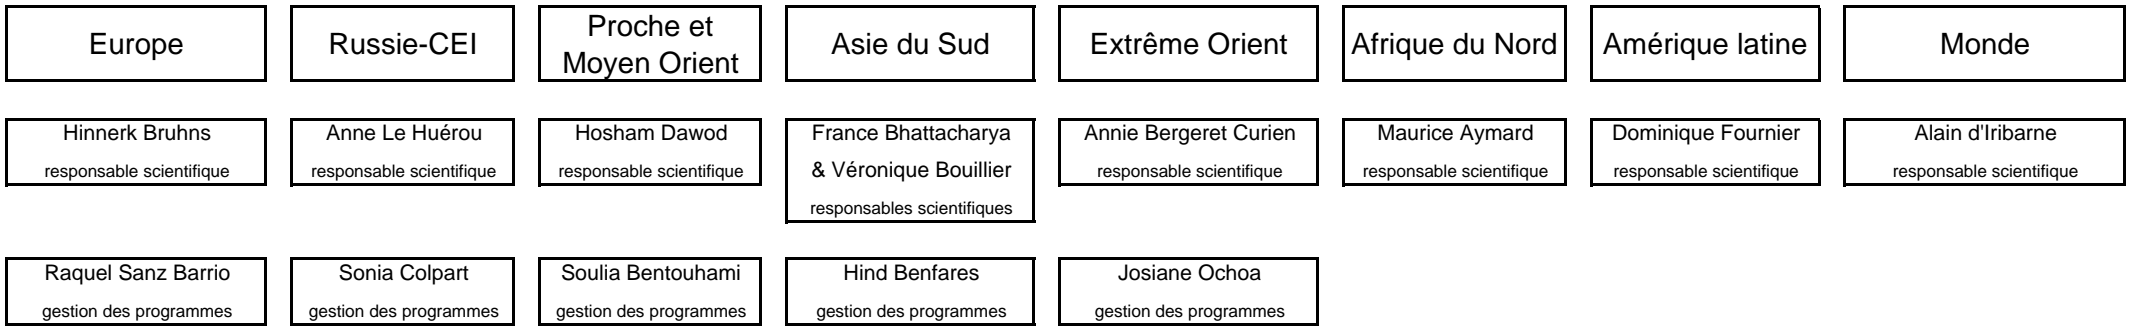 Europe
Russie-CEI
Proche et
Moyen Orient
Asie du Sud
Extrême Orient
Afrique du Nord
Amérique latine
Monde
Hinnerk Bruhns
responsable scientifique
Anne Le Huérou
responsable scientifique
Hosham Dawod
responsable scientifique
France Bhattacharya
& Véronique Bouillier
responsables scientifiques
Annie Bergeret Curien
responsable scientifique
Maurice Aymard
responsable scientifique
Dominique Fournier
responsable scientifique
Alain d'Iribarne
responsable scientifique
Raquel Sanz Barrio
gestion des programmes
Sonia Colpart
gestion des programmes
Soulia Bentouhami
gestion des programmes
Hind Benfares
gestion des programmes
Josiane Ochoa
gestion des programmes